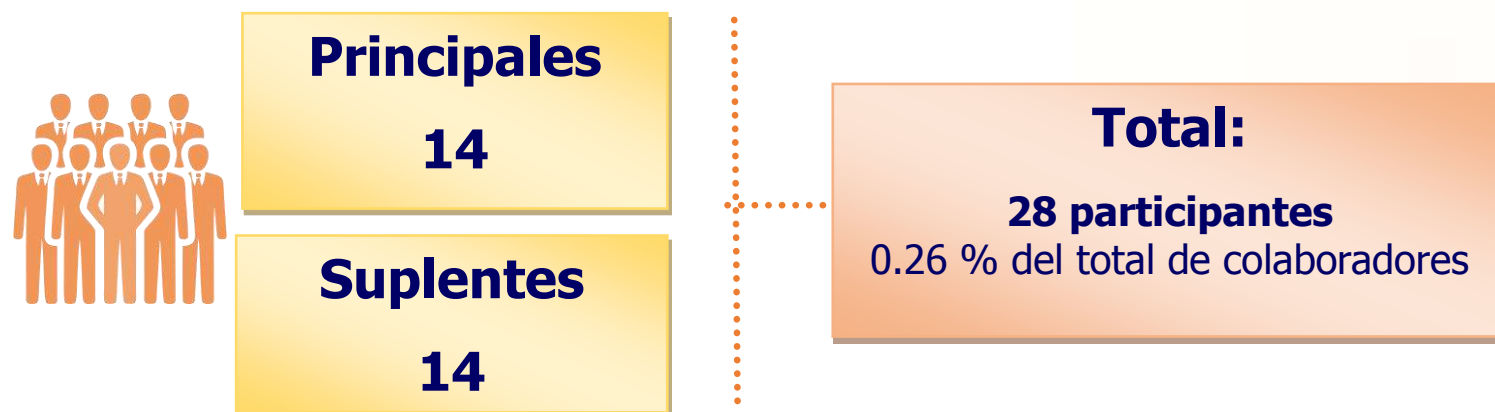 Principales
14
Suplentes
14
Total:
28 participantes
0.26 % del total de colaboradores